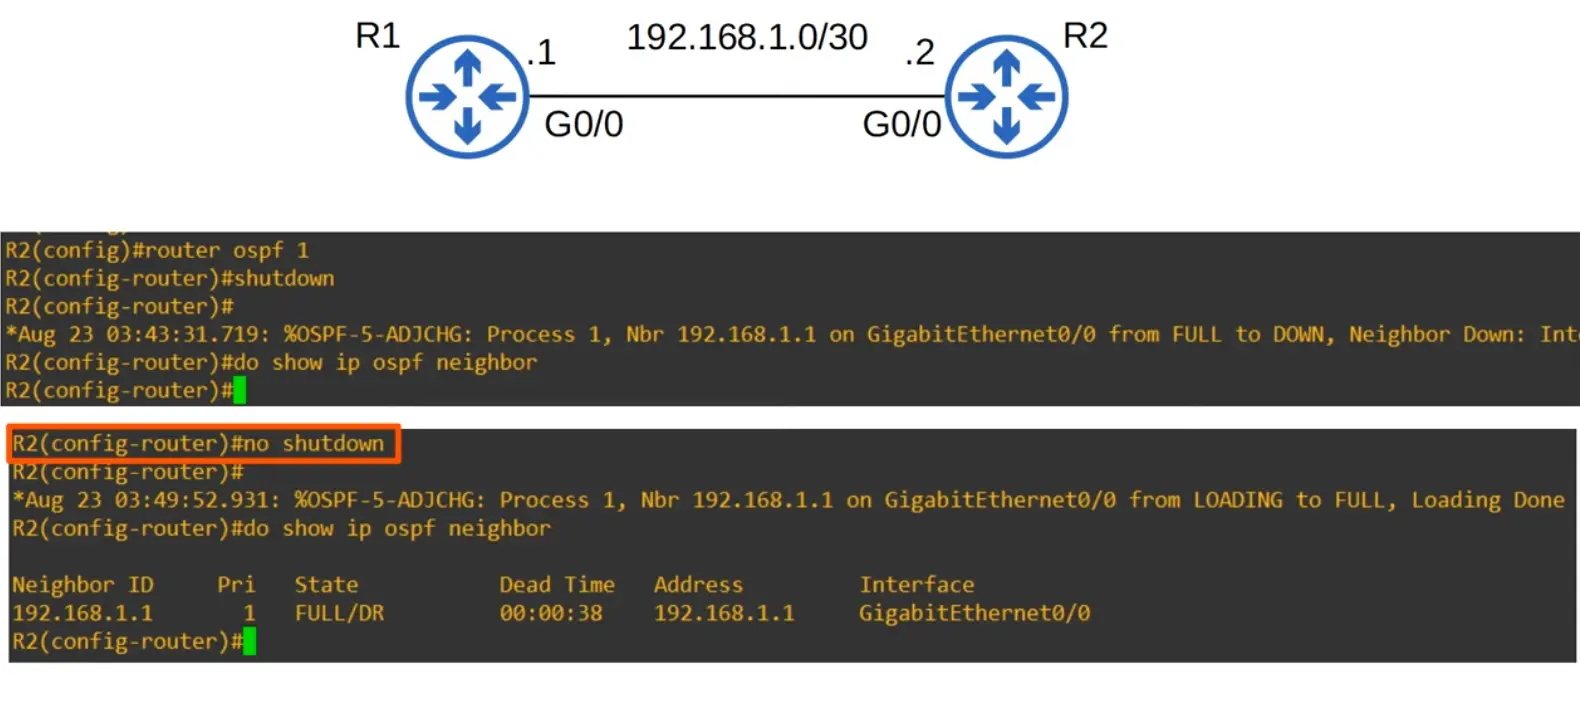 R1 .1 192.168.1.0/30 .2 R2
G0/0 G0/0
R2(config)#router ospf 1
R2(config-router)#shutdown
R2(config-router)#
*Aug 23 03:43:31.719: %OSPF-5-ADJCHG: Process 1, Nbr 192.168.1.1 on GigabitEthernet0/0 from FULL to DOWN, Neighbor Down: Int
R2(config-router)#do show ip ospf neighbor
R2(config-router)#
R2(config-router)#no shutdown
R2(config-router)#
*Aug 23 03:49:52.931: %OSPF-5-ADJCHG: Process 1, Nbr 192.168.1.1 on GigabitEthernet0/0 from LOADING to FULL, Loading Done
R2(config-router)#do show ip ospf neighbor
Neighbor ID Pri State Dead Time Address Interface
192.168.1.1 1 FULL/DR 00:00:38 192.168.1.1 GigabitEthernet0/0
R2(config-router)#